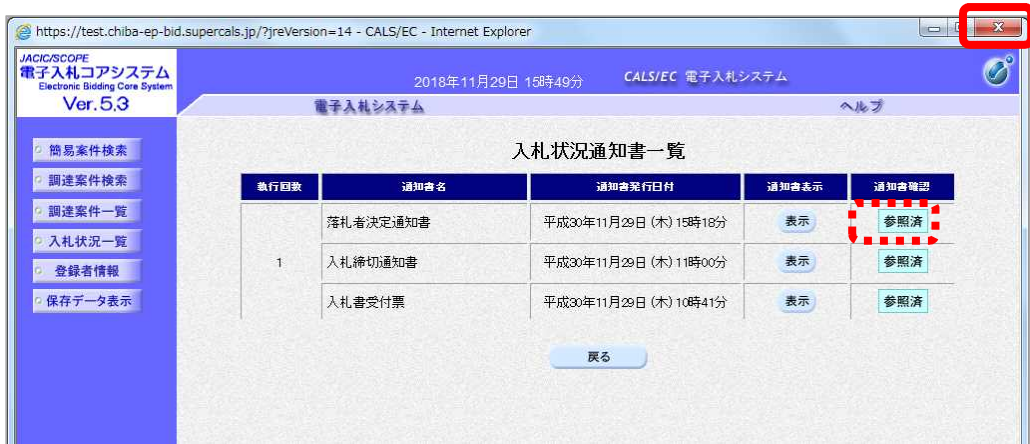 https://test.chiba-ep-bid.supercals.jp/?jreVersion=14 - CALS/EC - Internet Explorer
JACIC/SCOPE
電子入札コアシステム
Electronic Bidding Core System
Ver.5.3
2018年11月29日 15時49分
CALS/EC 電子入札システム
電子入札システム
ヘルプ
簡易案件検索
調達案件検索
調達案件一覧
入札状況一覧
登録者情報
保存データ表示
入札状況通知書一覧
執行回数 通知書名 通知書発行日付 通知書表示 通知書確認
落札者決定通知書 平成30年11月29日 (木) 15時18分 表示 参照済
1 入札締切通知書 平成30年11月29日 (木) 11時00分 表示 参照済
入札書受付票 平成30年11月29日 (木) 10時41分 表示 参照済
戻る